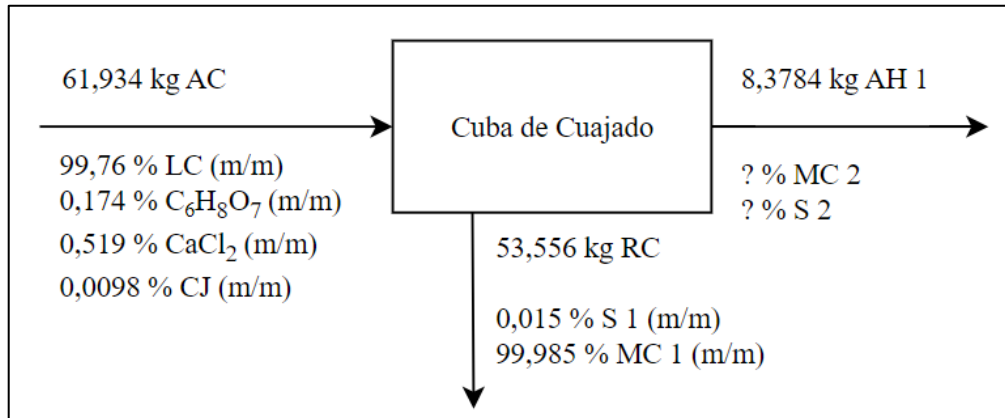 61,934 kg AC
99,76 % LC (m/m)
0,174 % C₆H₈O₇ (m/m)
0,519 % CaCl₂ (m/m)
0,0098 % CJ (m/m)
Cuba de Cuajado
8,3784 kg AH 1
? % MC 2
? % S 2
53,556 kg RC
0,015 % S 1 (m/m)
99,985 % MC 1 (m/m)